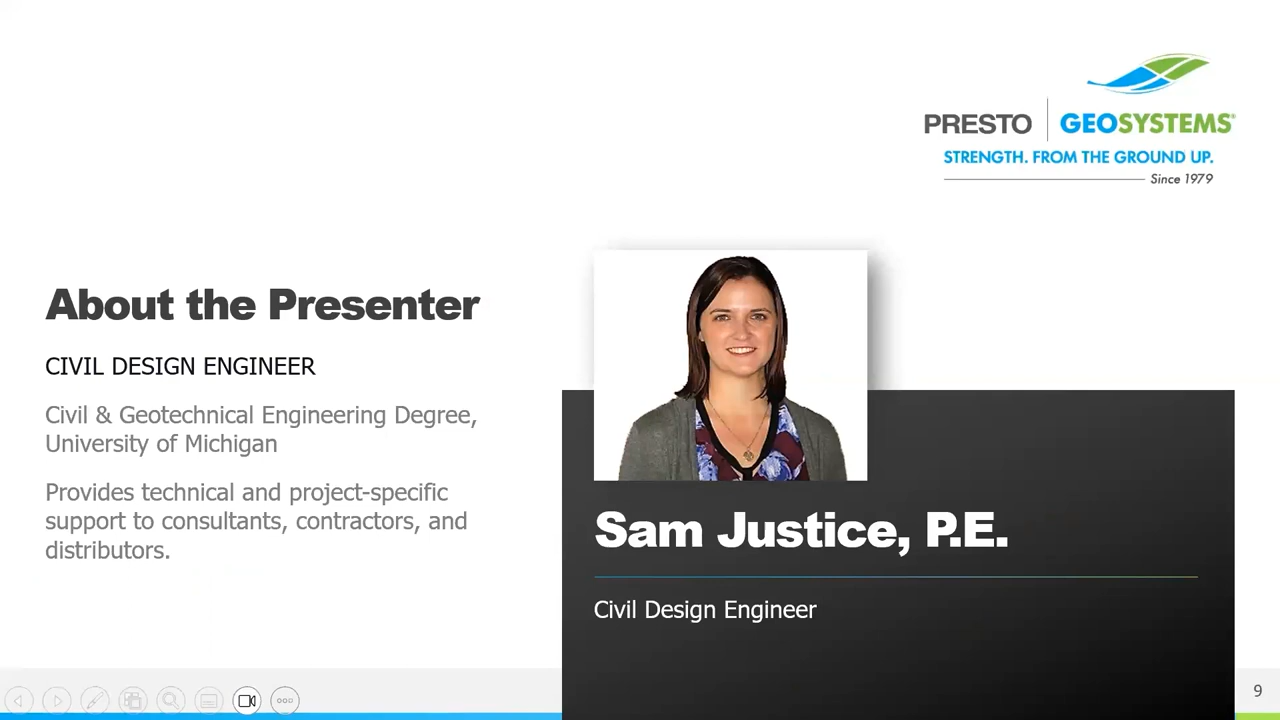 PRESTO GEOSYSTEMS®
STRENGTH. FROM THE GROUND UP.
Since 1979
About the Presenter
CIVIL DESIGN ENGINEER
Civil & Geotechnical Engineering Degree,
University of Michigan
Provides technical and project-specific
support to consultants, contractors, and
distributors.
Sam Justice, P.E.
Civil Design Engineer
9